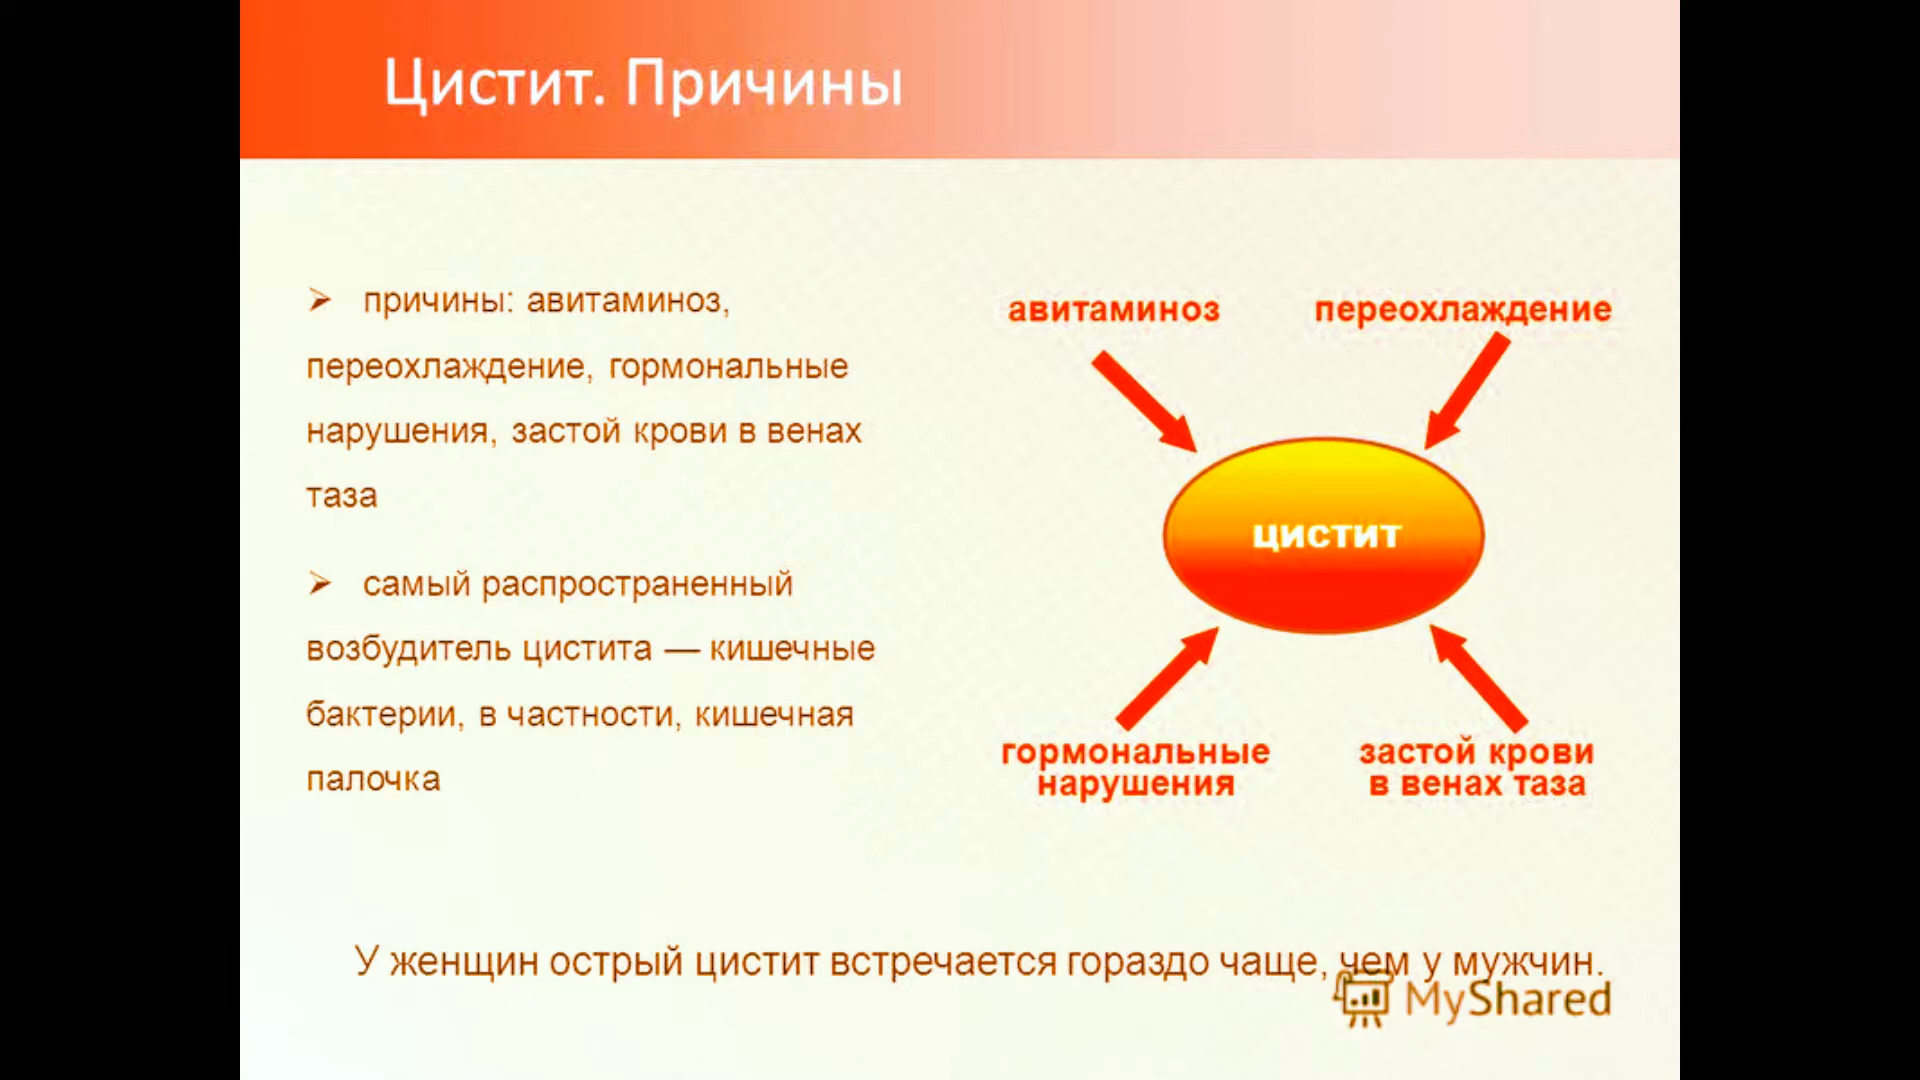 Цистит. Причины
причины: авитаминоз,
переохлаждение, гормональные
нарушения, застой крови в венах
таза
самый распространенный
возбудитель цистита — кишечные
бактерии, в частности, кишечная
палочка
авитаминоз
переохлаждение
цистит
гормональные
нарушения
застой крови
в венах таза
У женщин острый цистит встречается гораздо чаще, чем у мужчин.
MyShared